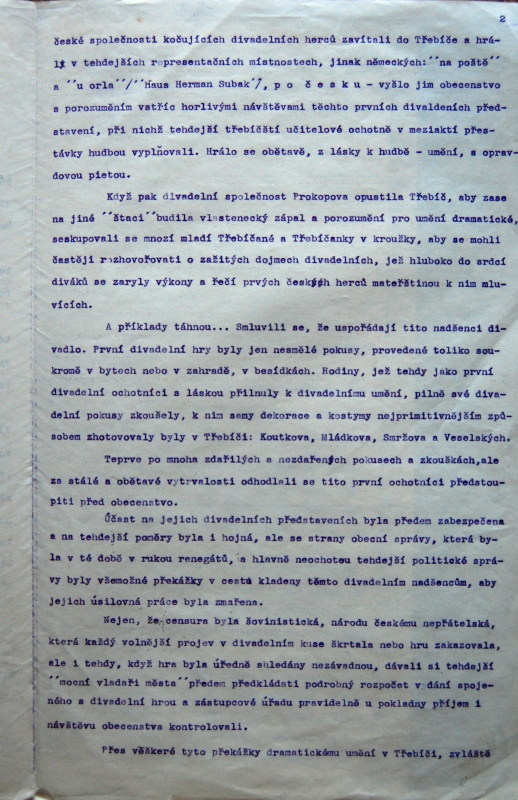 2
české společnosti kočujících divadelních herců zavítali do Třebíče a hrá-
li v tehdejších representačních místnostech, jinak německých:´´na poště´´
a ´´u orla´´/´´Haus Herman Subak´´/, p o č e s k u - vyšlo jim obecenstvo
s porozuměním vstříc horlivými návštěvami těchto prvních divaldeních před-
stavení, při nichž tehdejší třebíčští učitelové ochotně v meziaktí přes-
távky hudbou vyplňovali. Hrálo se obětavě, z lásky k hudbě - umění, s oprav-
dovou pietou.
Když pak divadelní společnost Prokopova opustila Třebíč, aby zase
na jiné ´´štaci´´budila vlastenecký zápal a porozumění pro umění dramatické,
seskupovali se mnozí mladí Třebíčané a Třebíčanky v kroužky, aby se mohli
častěji rozhovořovati o zažitých dojmech divadelních, jež hluboko do srdcí
diváků se zaryly výkony a řečí prvých českých herců mateřštinou k nim mlu-
vících.
A příklady táhnou... Smluvili se, že uspořádají tito nadšenci di-
vadlo. První divadelní hry byly jen nesmělé pokusy, provedené toliko sou-
kromě v bytech nebo v zahradě, v besídkách. Rodiny, jež tehdy jako první
divadelní ochotníci s láskou přilnuly k divadelnímu umění, pilně své diva-
delní pokusy zkoušely, k nim samy dekorace a kostymy nejprimitivnějším způ-
sobem zhotovovaly byly v Třebíči: Koutkova, Mládkova, Smržova a Veselských.
Teprve po mnoha zdařilých a nezdařených pokusech a zkouškách,ale
za stálé a obětavé vytrvalosti odhodlali se tito první ochotníci předstou-
piti před obecenstvo.
Účast na jejich divadelních představeních byla předem zabezpečena
a na tehdejší poměry byla i hojná, ale se strany obecní správy, která by-
la v té době v rukou renegátů, a hlavně neochotou tehdejší politické sprá-
vy byly všemožné překážky v cestu kladeny těmto divadelním nadšencům, aby
jejich úsilovná práce byla zmařena.
Nejen, že censura byla šovinistická, národu českému nepřátelská,
která každý volnější projev v divadelním kuse škrtala nebo hru zakazovala,
ale i tehdy, když hra byla úředně shledány nezávadnou, dávali si tehdejší
´´mocní vladaři města´´předem předkládati podrobný rozpočet vydání spoje-
ného s divadelní hrou a zástupcové úřadu pravidelně u pokladny příjem i
návštěvu obecenstva kontrolovali.
Přes věškeré tyto překážky dramatickému umění v Třebíči, zvláště